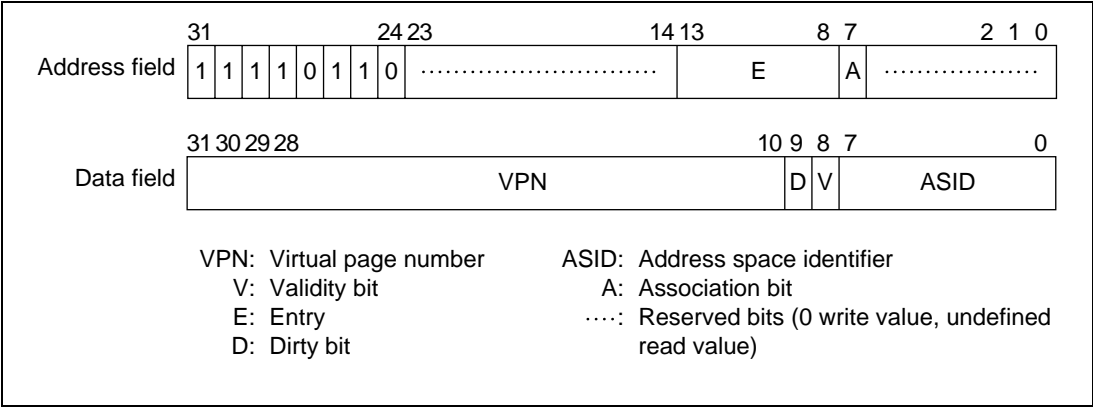 31 24 23 14 13 8 7 2 1 0
Address field 1 1 1 1 0 1 1 0 ............................. E A ...................
31 30 29 28 10 9 8 7 0
Data field VPN D V ASID
VPN: Virtual page number ASID: Address space identifier
V: Validity bit A: Association bit
E: Entry ····: Reserved bits (0 write value, undefined
D: Dirty bit read value)